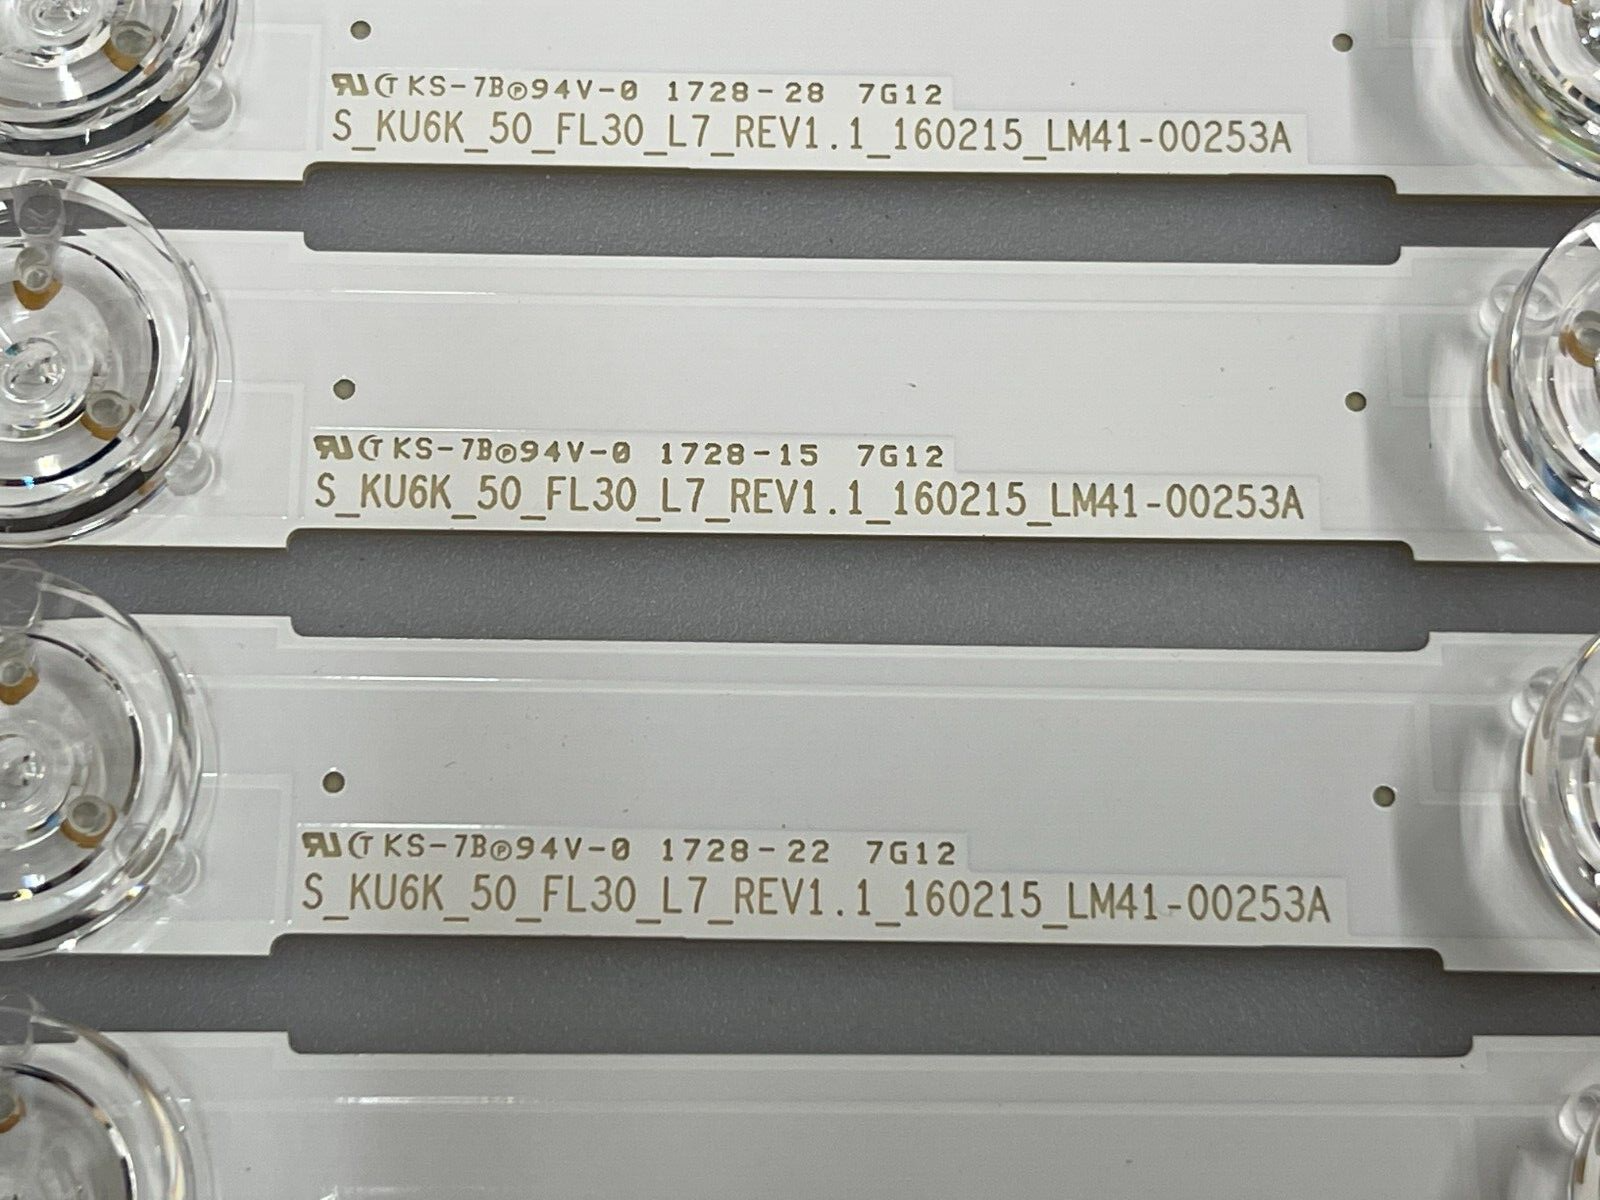 KS-7B℗94V-0 1728-28 7G12
S_KU6K_50_FL30_L7_REV1.1_160215_LM41-00253A
KS-7B℗94V-0 1728-15 7G12
S_KU6K_50_FL30_L7_REV1.1_160215_LM41-00253A
KS-7B℗94V-0 1728-22 7G12
S_KU6K_50_FL30_L7_REV1.1_160215_LM41-00253A